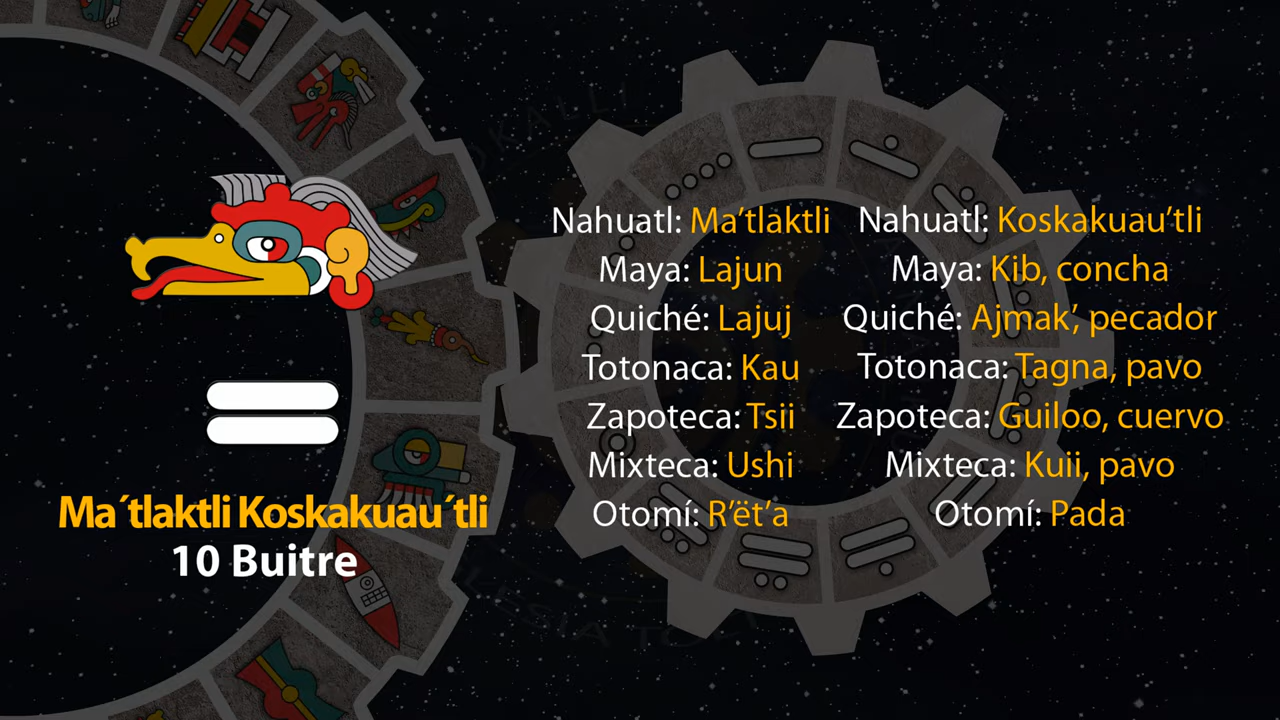 Nahuatl: Ma’tlaktli
Maya: Lajun
Quiché: Lajuj
Totonaca: Kau
Zapoteca: Tsii
Mixteca: Ushi
Otomí: R’ët’a
Nahuatl: Koskakuau’tli
Maya: Kib, concha
Quiché: Ajmak’, pecador
Totonaca: Tagna, pavo
Zapoteca: Guiloo, cuervo
Mixteca: Kuii, pavo
Otomí: Pada
Ma´tlaktli Koskakuau´tli
10 Buitre